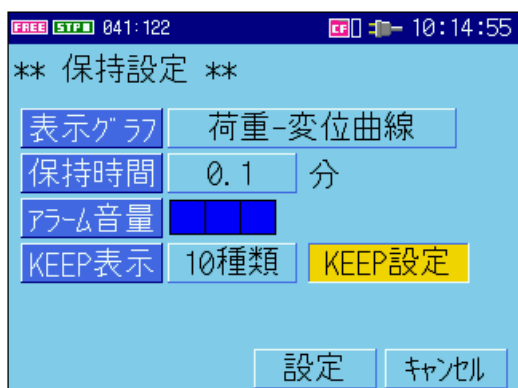 FREE STPⅡ 041:122 CF 10:14:55
** 保持設定 **
表示グラフ 荷重-変位曲線
保持時間 0.1 分
アラーム音量
KEEP表示 10種類 KEEP設定
設定 キャンセル